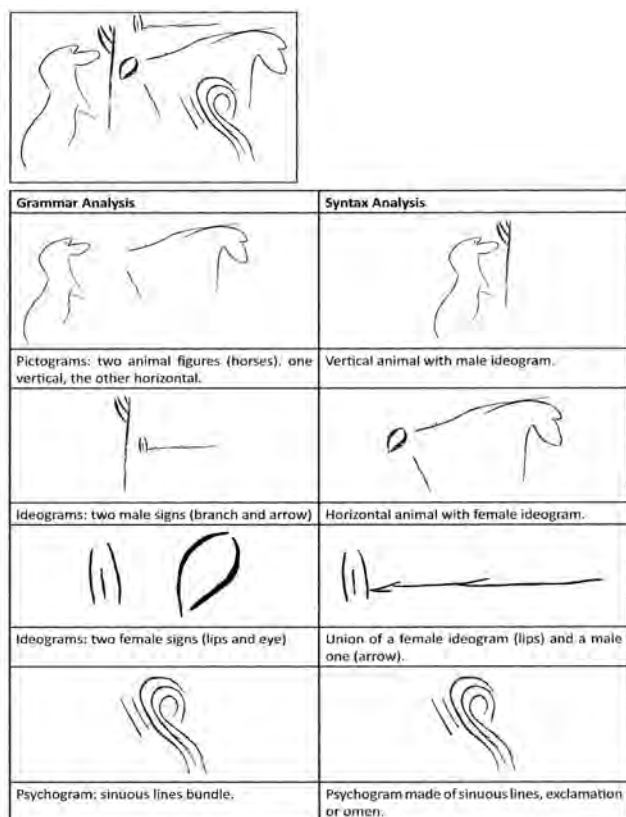 Grammar Analysis
Syntax Analysis
Pictograms: two animal figures (horses). one
vertical, the other horizontal.
Vertical animal with male ideogram.
Ideograms: two male signs (branch and arrow)
Horizontal animal with female ideogram.
Ideograms: two female signs (lips and eye)
Union of a female ideogram (lips) and a male
one (arrow).
Psychogram: sinuous lines bundle.
Psychogram made of sinuous lines, exclamation
or omen.